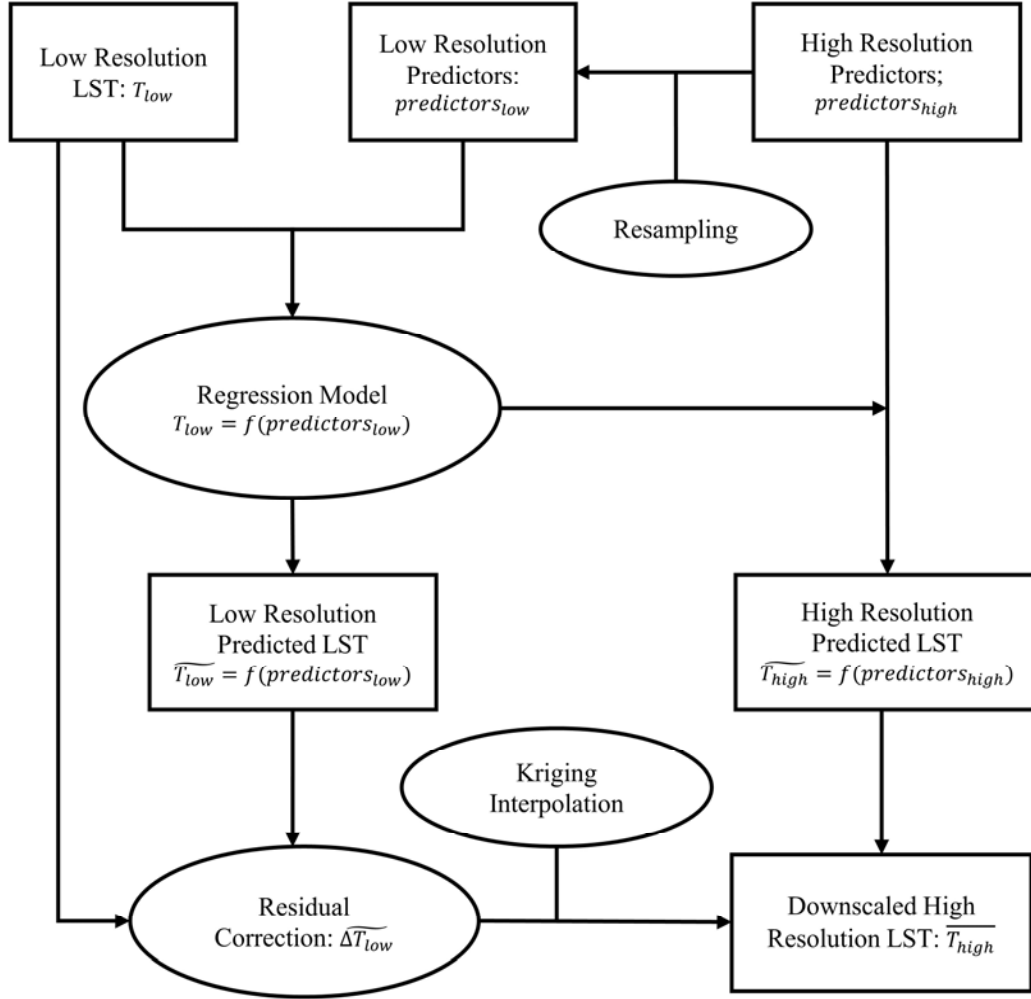 Low Resolution
LST: T_low
Low Resolution
Predictors:
predictors_low
High Resolution
Predictors;
predictors_high
Resampling
Regression Model
T_low = f(predictors_low)
Low Resolution
Predicted LST
T̃_low = f(predictors_low)
High Resolution
Predicted LST
T̃_high = f(predictors_high)
Kriging
Interpolation
Residual
Correction: ΔT̃_low
Downscaled High
Resolution LST: T̅_high